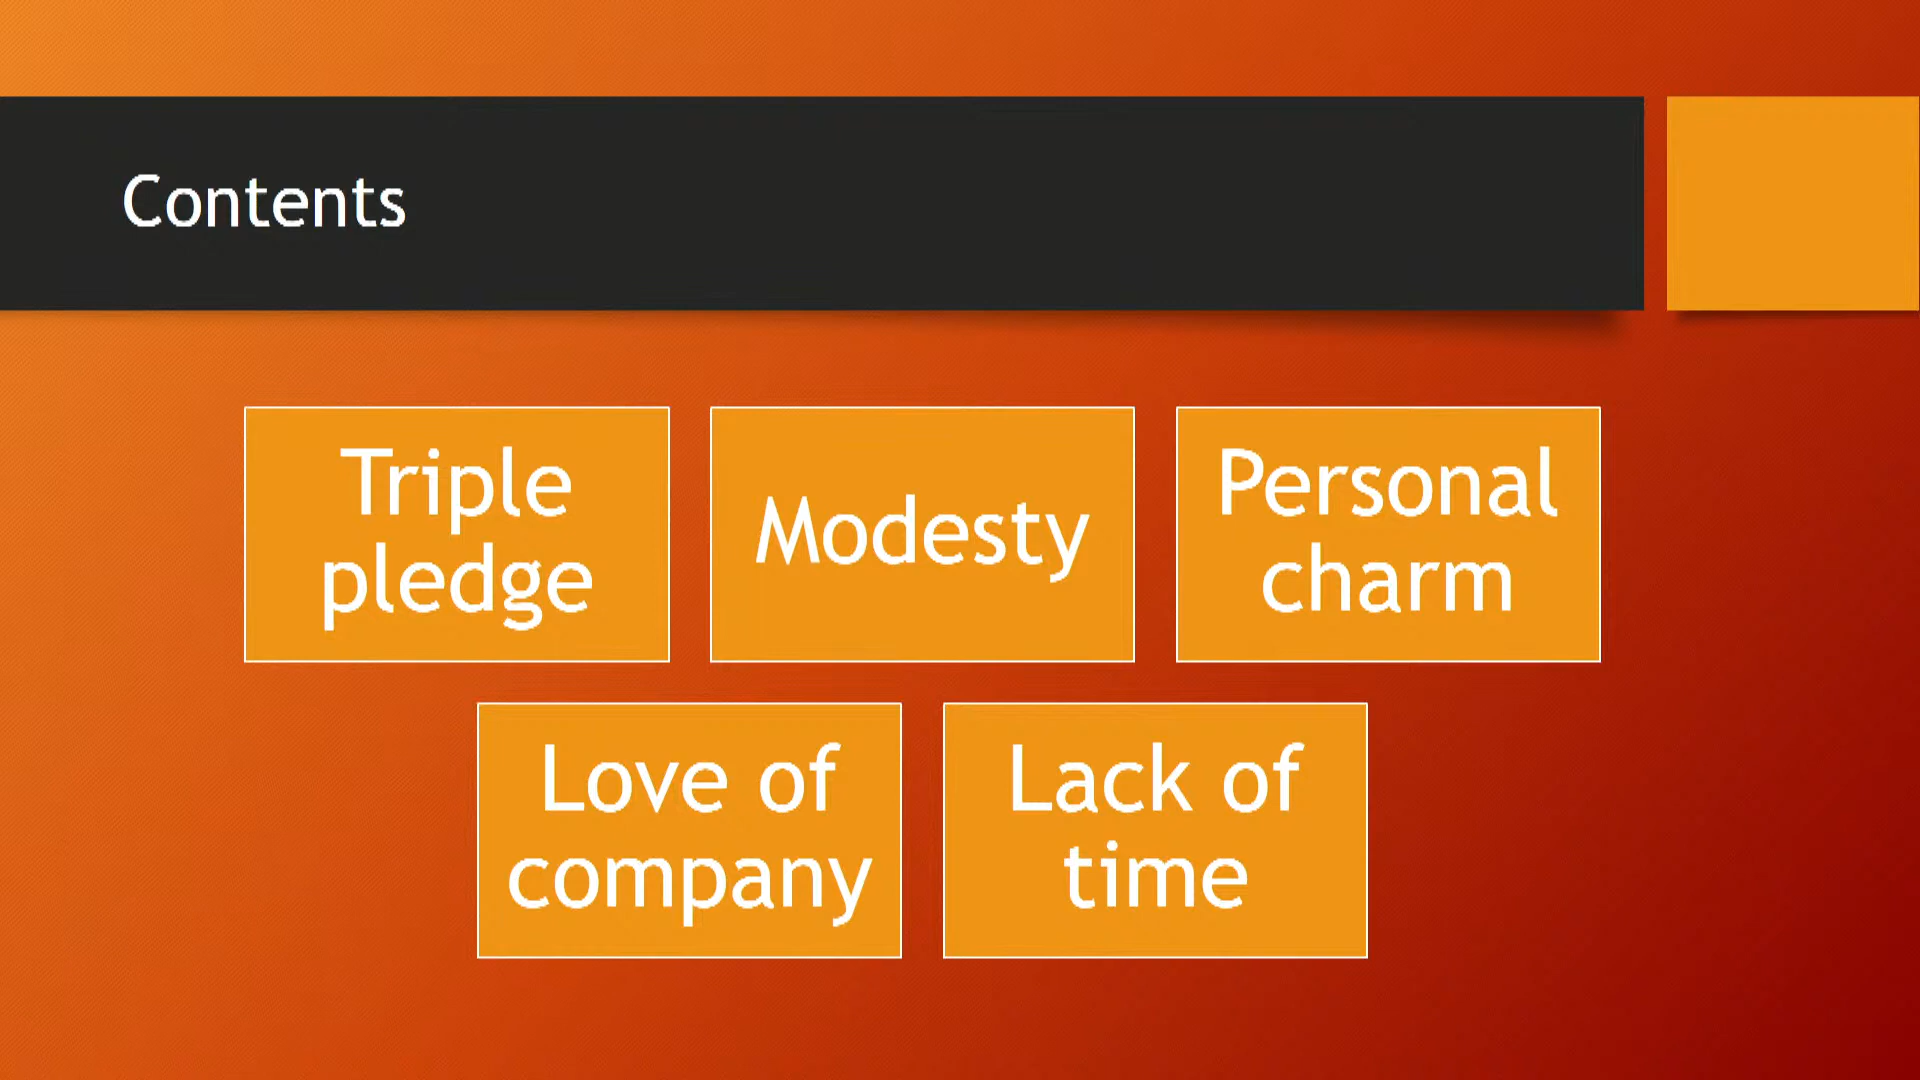 Contents
Triple
pledge
Modesty
Personal
charm
Love of
company
Lack of
time